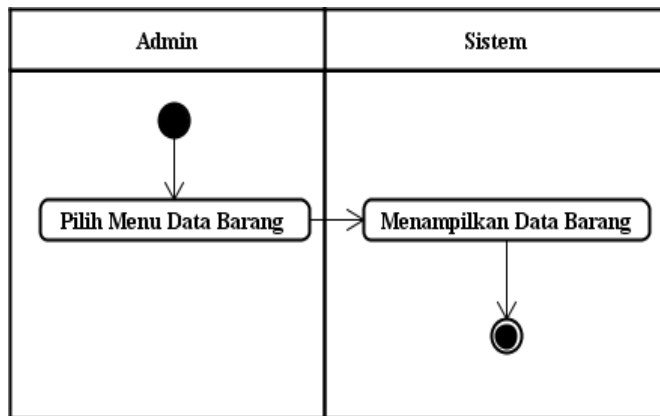 Admin
Sistem
Pilih Menu Data Barang
Menampilkan Data Barang